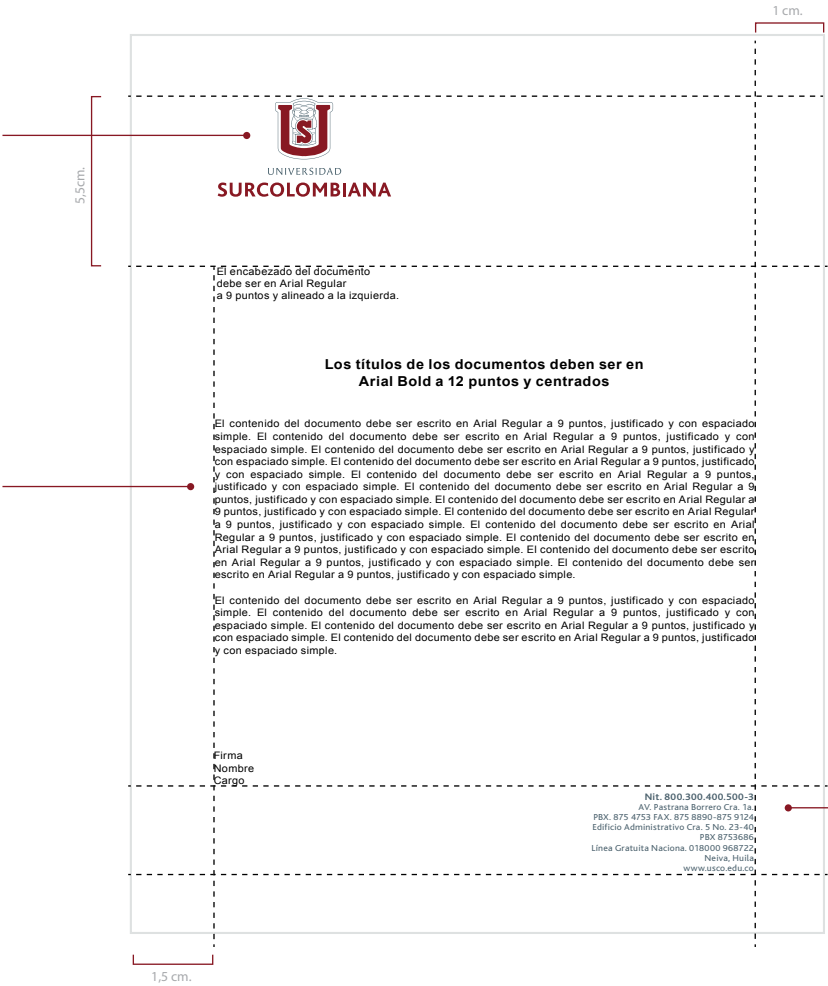 1 cm.
5,5cm.
UNIVERSIDAD
SURCOLOMBIANA
El encabezado del documento
debe ser en Arial Regular
a 9 puntos y alineado a la izquierda.
Los títulos de los documentos deben ser en
Arial Bold a 12 puntos y centrados
El contenido del documento debe ser escrito en Arial Regular a 9 puntos, justificado y con espaciado
simple. El contenido del documento debe ser escrito en Arial Regular a 9 puntos, justificado y con
espaciado simple. El contenido del documento debe ser escrito en Arial Regular a 9 puntos, justificado y
con espaciado simple. El contenido del documento debe ser escrito en Arial Regular a 9 puntos, justificado
y con espaciado simple. El contenido del documento debe ser escrito en Arial Regular a 9 puntos,
justificado y con espaciado simple. El contenido del documento debe ser escrito en Arial Regular a 9
puntos, justificado y con espaciado simple. El contenido del documento debe ser escrito en Arial Regular a
9 puntos, justificado y con espaciado simple. El contenido del documento debe ser escrito en Arial Regular
a 9 puntos, justificado y con espaciado simple. El contenido del documento debe ser escrito en Arial
Regular a 9 puntos, justificado y con espaciado simple. El contenido del documento debe ser escrito en
Arial Regular a 9 puntos, justificado y con espaciado simple. El contenido del documento debe ser escrito
en Arial Regular a 9 puntos, justificado y con espaciado simple. El contenido del documento debe ser
escrito en Arial Regular a 9 puntos, justificado y con espaciado simple.
El contenido del documento debe ser escrito en Arial Regular a 9 puntos, justificado y con espaciado
simple. El contenido del documento debe ser escrito en Arial Regular a 9 puntos, justificado y con
espaciado simple. El contenido del documento debe ser escrito en Arial Regular a 9 puntos, justificado y
con espaciado simple. El contenido del documento debe ser escrito en Arial Regular a 9 puntos, justificado
y con espaciado simple.
Firma
Nombre
Cargo
Nit. 800.300.400.500-3
AV. Pastrana Borrero Cra. 1a.
PBX. 875 4753 FAX. 875 8890-875 9124
Edificio Administrativo Cra. 5 No. 23-40
PBX 8753686
Línea Gratuita Naciona. 018000 968722
Neiva, Huila
www.usco.edu.co
1,5 cm.